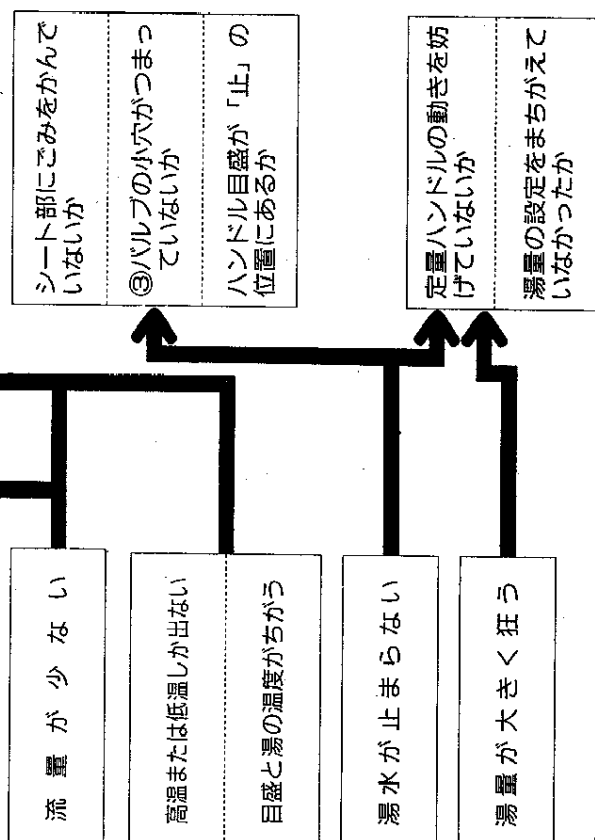 流量が少ない
高温または低温しか出ない
目盛と湯の温度がちがう
湯水が止まらない
湯量が大きく狂う
シート部にごみをかんで
いないか
③バルブの小穴がつまっ
ていないか
ハンドル目盛が「止」の
位置にあるか
定量ハンドルの動きを妨
げていないか
湯量の設定をまちがえて
いなかったか